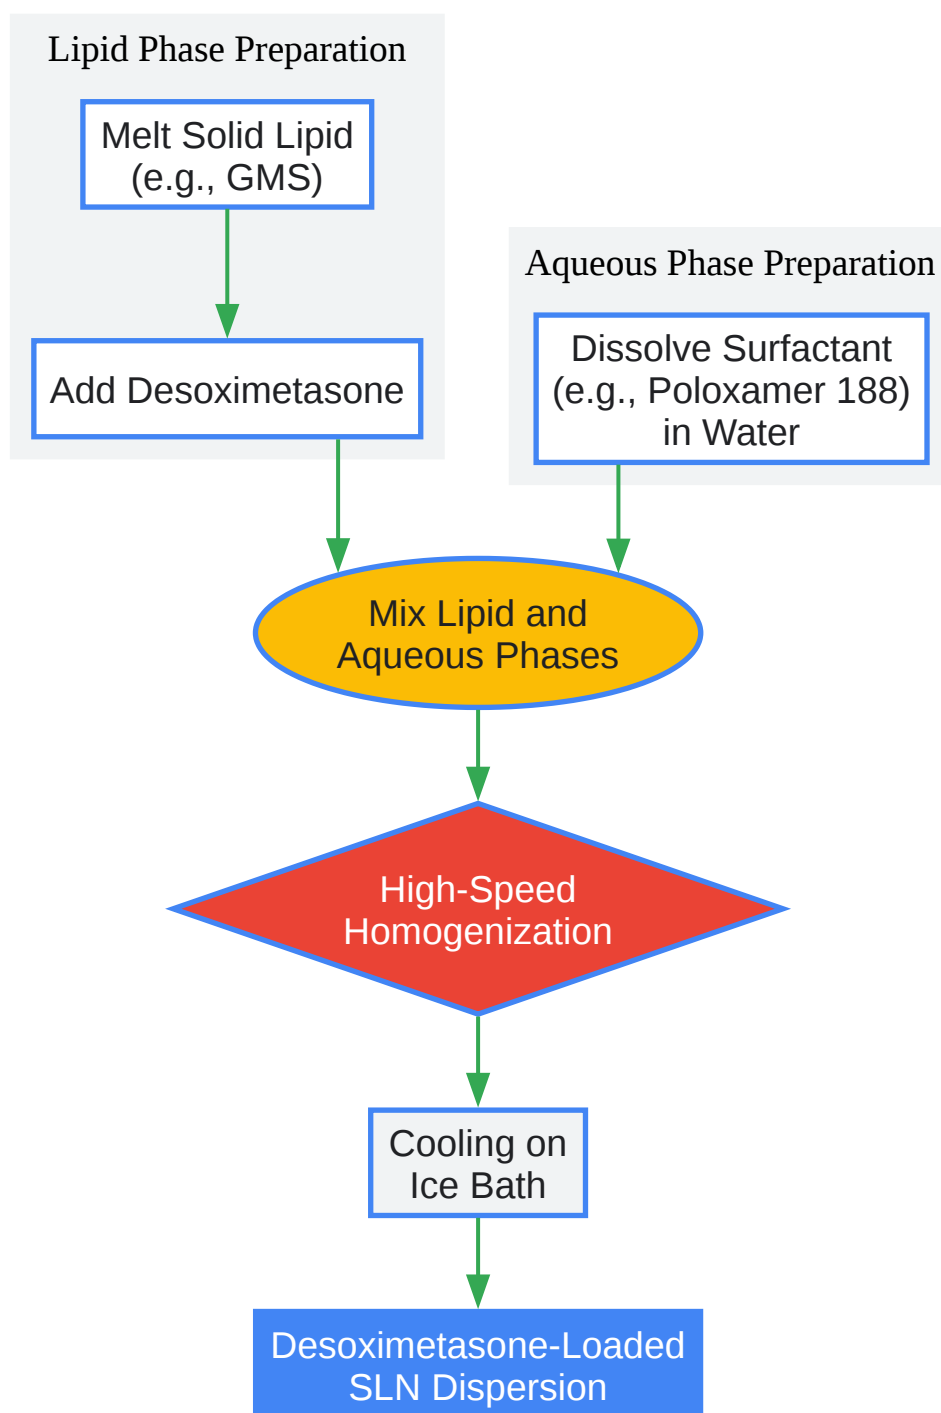 Lipid Phase Preparation
Melt Solid Lipid
(e.g., GMS)
Add Desoximetasone
Aqueous Phase Preparation
Dissolve Surfactant
(e.g., Poloxamer 188)
in Water
Mix Lipid and
Aqueous Phases
High-Speed
Homogenization
Cooling on
Ice Bath
Desoximetasone-Loaded
SLN Dispersion